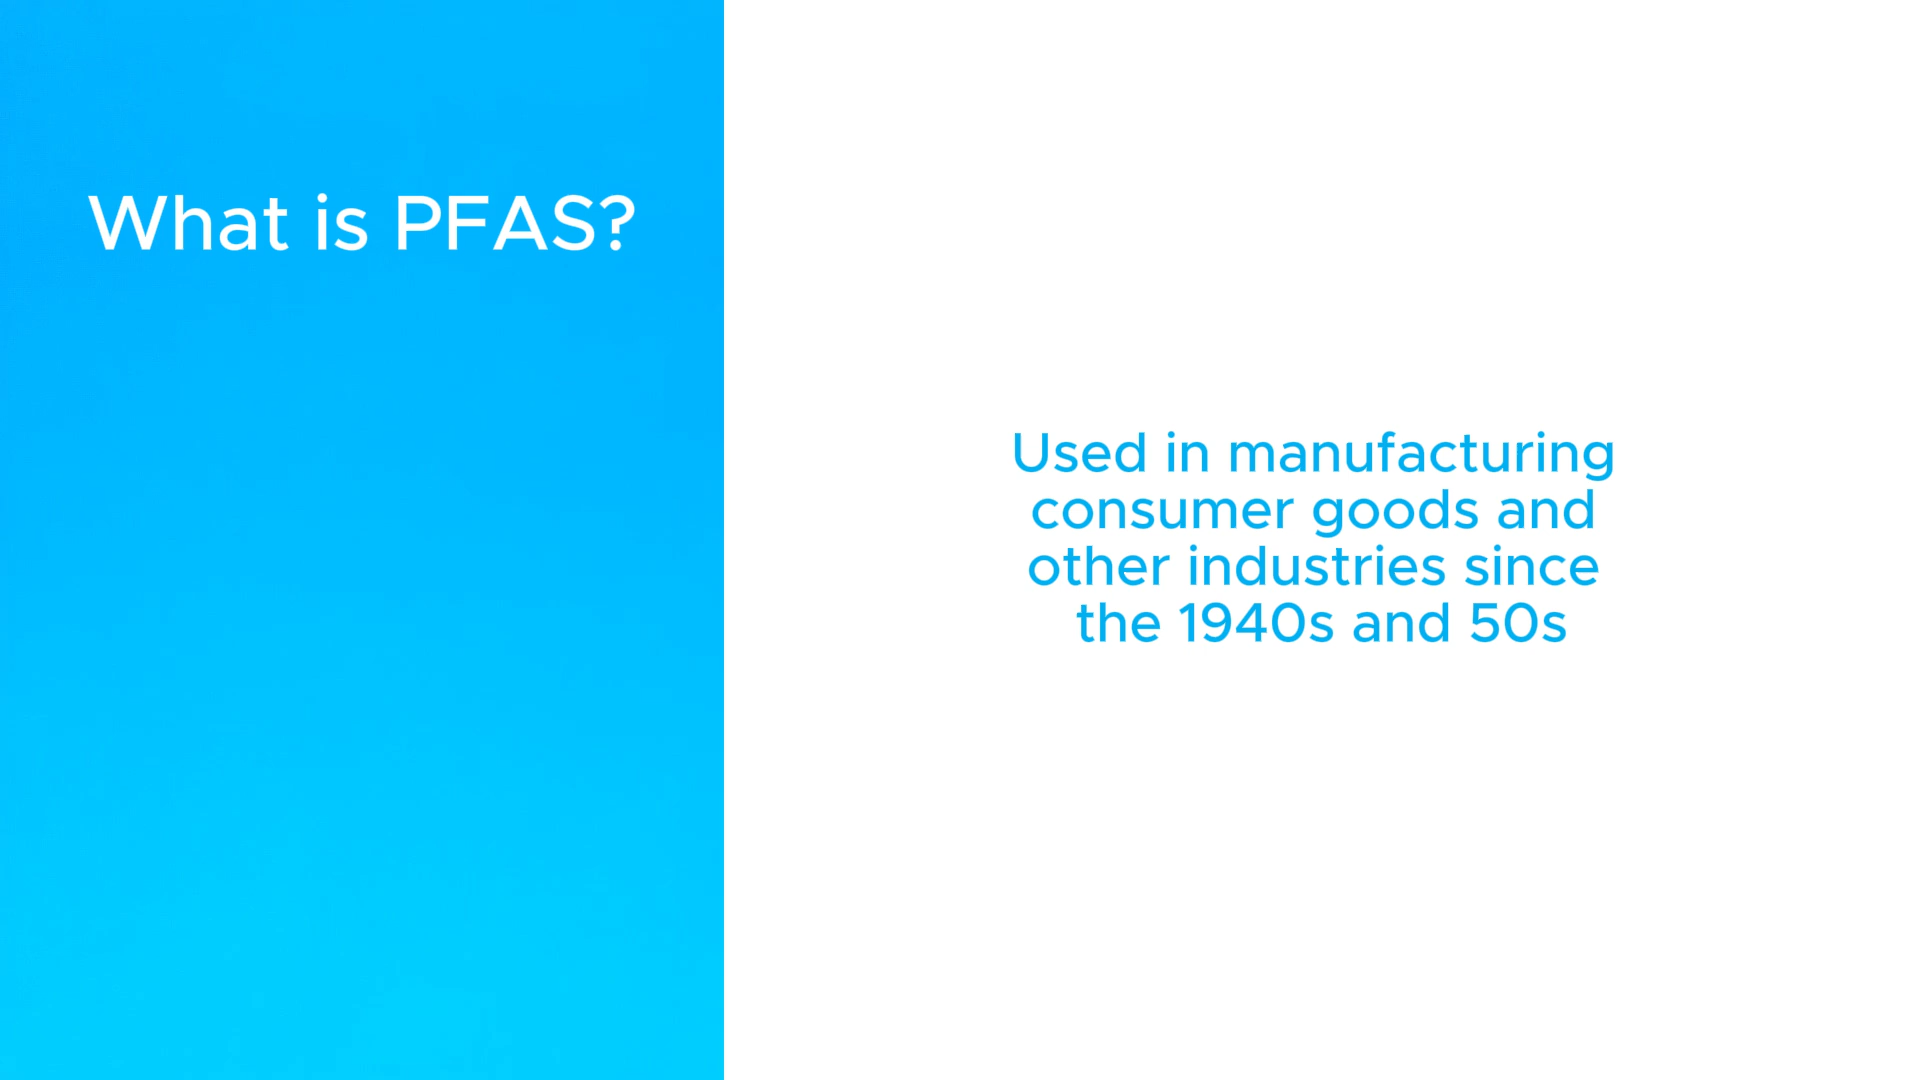 What is PFAS?
Used in manufacturing
consumer goods and
other industries since
the 1940s and 50s